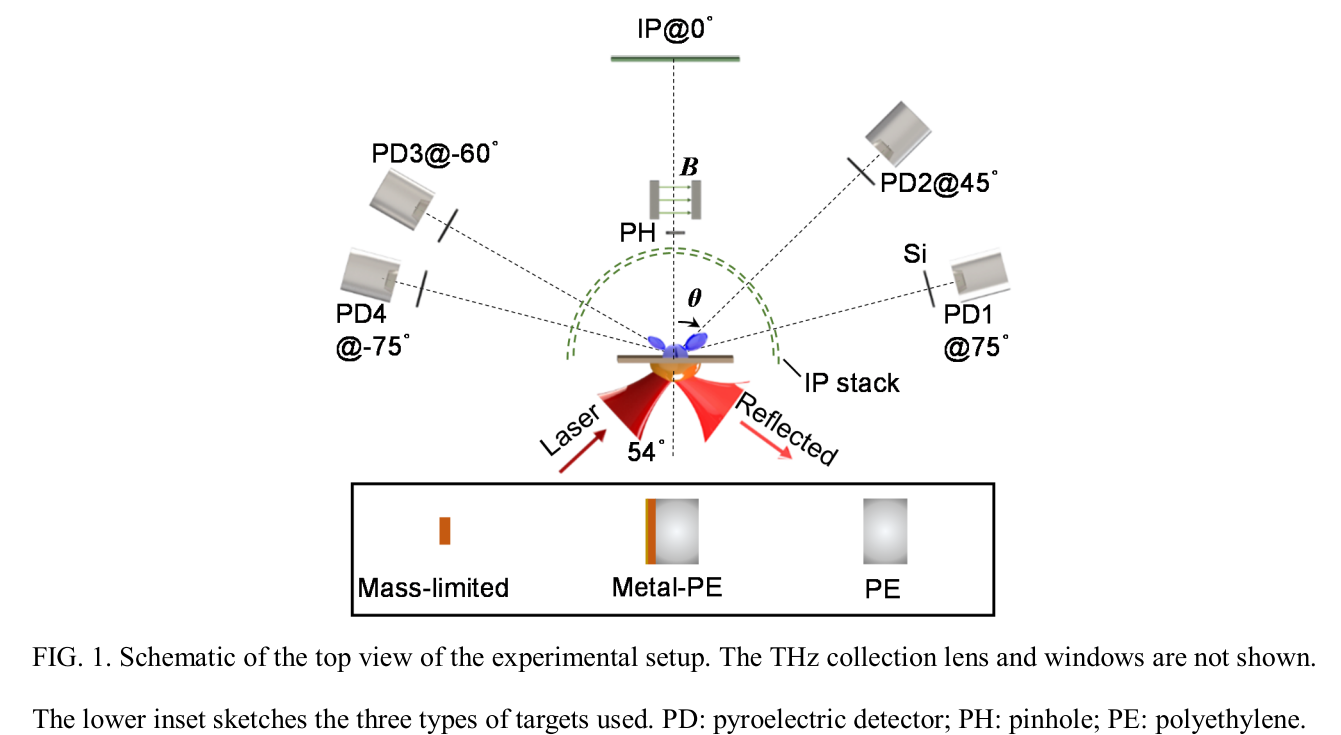 IP@0°
PD3@-60°
B
PD2@45°
PH
Si
PD4
@-75°
θ
PD1
@75°
IP stack
Laser
54°
Reflected
Mass-limited
Metal-PE
PE
FIG. 1. Schematic of the top view of the experimental setup. The THz collection lens and windows are not shown.
The lower inset sketches the three types of targets used. PD: pyroelectric detector; PH: pinhole; PE: polyethylene.